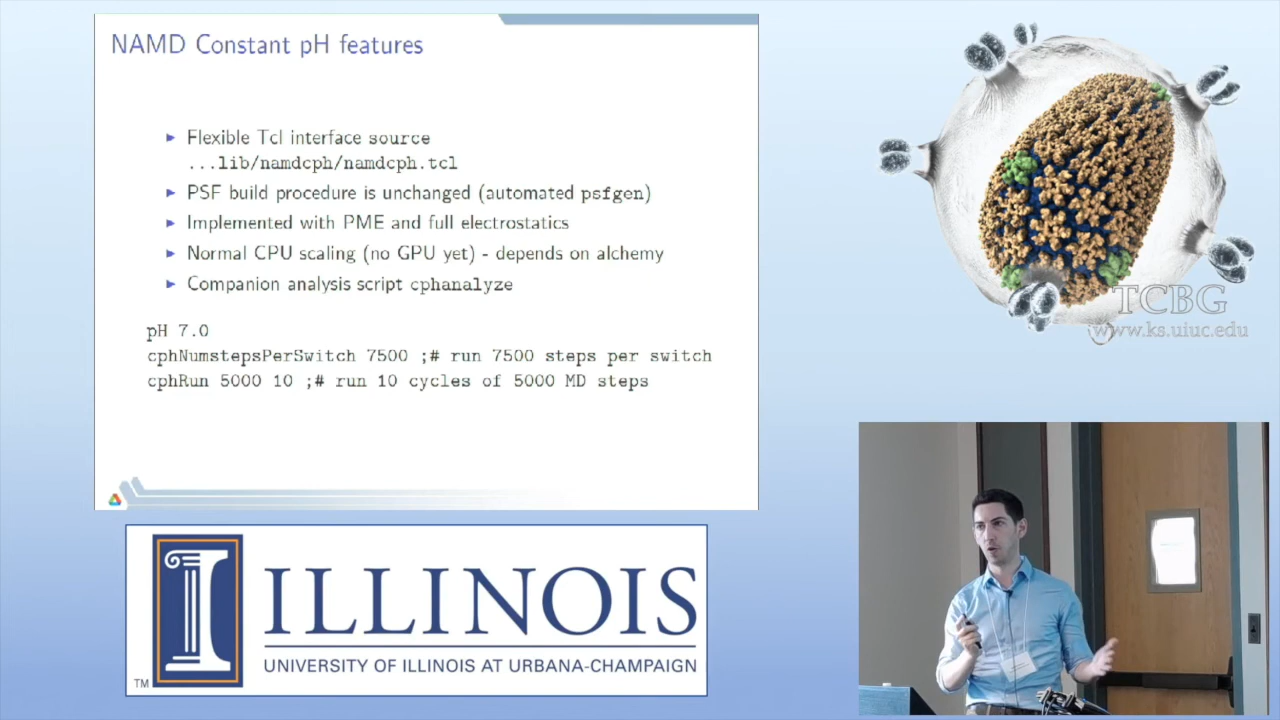 NAMD Constant pH features
► Flexible Tcl interface source
...lib/namdcph/namdcph.tcl
► PSF build procedure is unchanged (automated psfgen)
► Implemented with PME and full electrostatics
► Normal CPU scaling (no GPU yet) - depends on alchemy
► Companion analysis script cphanalyze
pH 7.0
cphNumstepsPerSwitch 7500 ;# run 7500 steps per switch
cphRun 5000 10 ;# run 10 cycles of 5000 MD steps
TCBG
www.ks.uiuc.edu
I ILLINOIS
UNIVERSITY OF ILLINOIS AT URBANA-CHAMPAIGN
TM